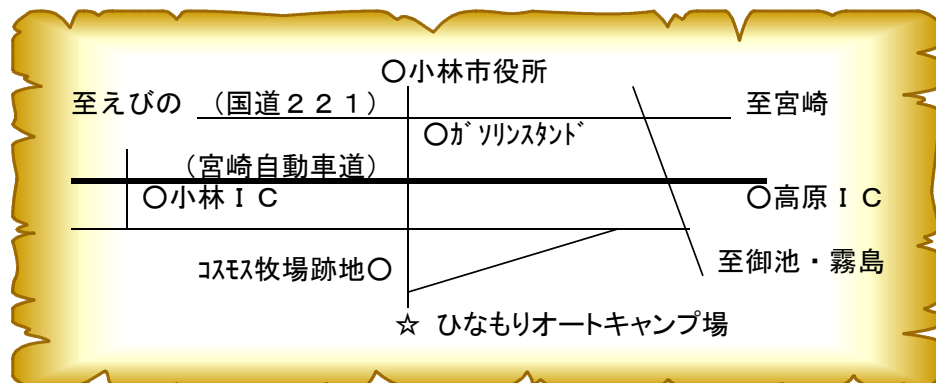 〇小林市役所
至えびの （国道２２１） 至宮崎
〇ｶﾞｿﾘﾝｽﾀﾝﾄﾞ
（宮崎自動車道）
〇小林ＩＣ 〇高原ＩＣ
ｺｽﾓｽ牧場跡地〇 至御池・霧島
☆ ひなもりオートキャンプ場